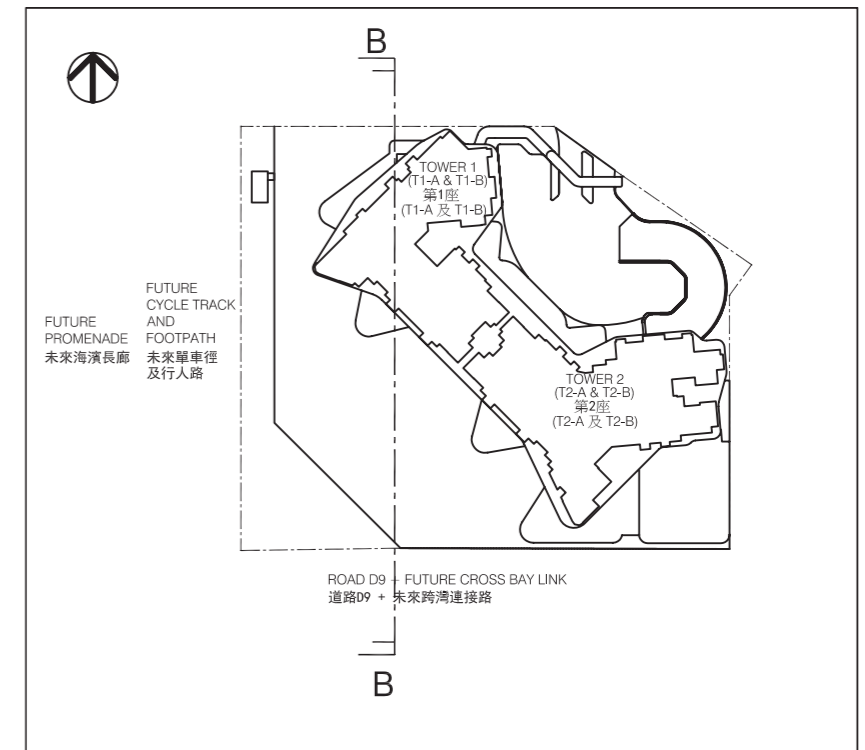 B
TOWER 1
(T1-A & T1-B)
第1座
(T1-A 及 T1-B)
FUTURE
PROMENADE
未來海濱長廊
FUTURE
CYCLE TRACK
AND
FOOTPATH
未來單車徑
及行人路
TOWER 2
(T2-A & T2-B)
第2座
(T2-A 及 T2-B)
ROAD D9 + FUTURE CROSS BAY LINK
道路D9 + 未來跨灣連接路
B